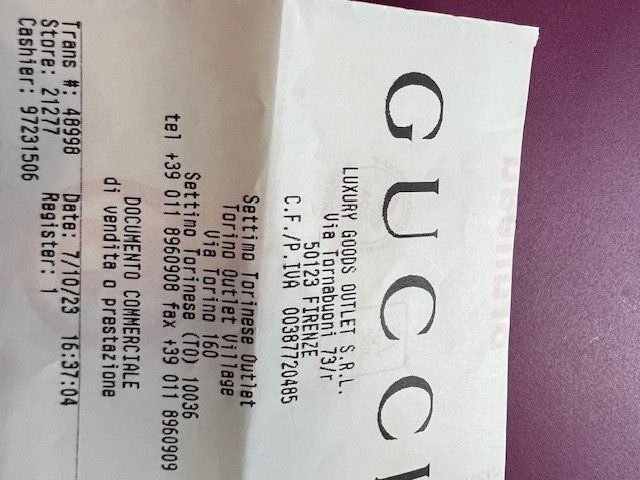 GUCCI
LUXURY GOODS OUTLET S.R.L.
Via Tornabuoni 73/r
50123 FIRENZE
C.F./P.IVA 00387720485
Settimo Torinese Outlet
Torino Outlet Village
Via Torino 160
Settimo Torinese (TO) 10036
tel +39 011 8960908 fax +39 011 8960909
DOCUMENTO COMMERCIALE
di vendita o prestazione
Trans #: 48998 Date: 7/10/23 16:37:04
Store: 21277 Register: 1
Cashier: 97231506